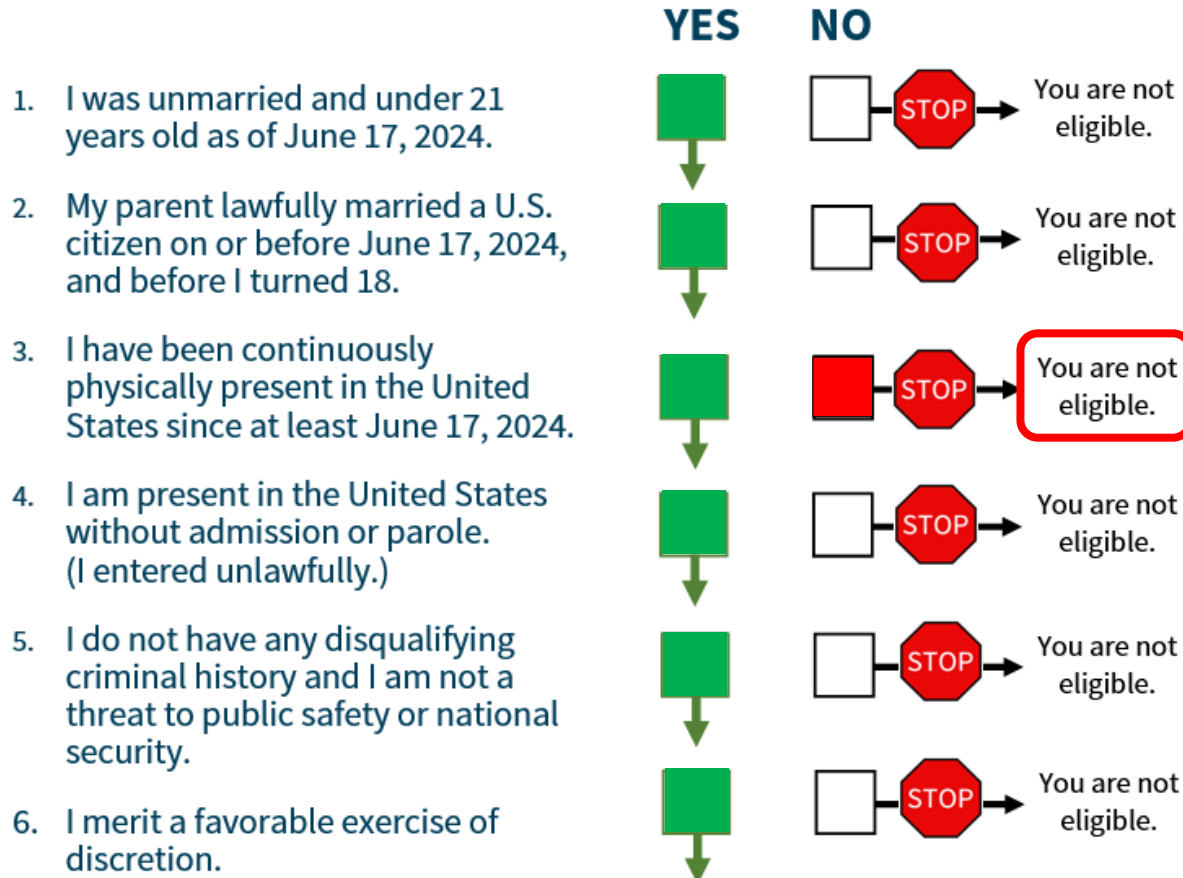 YES NO
1. I was unmarried and under 21
years old as of June 17, 2024.
STOP
You are not
eligible.
2. My parent lawfully married a U.S.
citizen on or before June 17, 2024,
and before I turned 18.
STOP
You are not
eligible.
3. I have been continuously
physically present in the United
States since at least June 17, 2024.
STOP
You are not
eligible.
4. I am present in the United States
without admission or parole.
(I entered unlawfully.)
STOP
You are not
eligible.
5. I do not have any disqualifying
criminal history and I am not a
threat to public safety or national
security.
STOP
You are not
eligible.
6. I merit a favorable exercise of
discretion.
STOP
You are not
eligible.